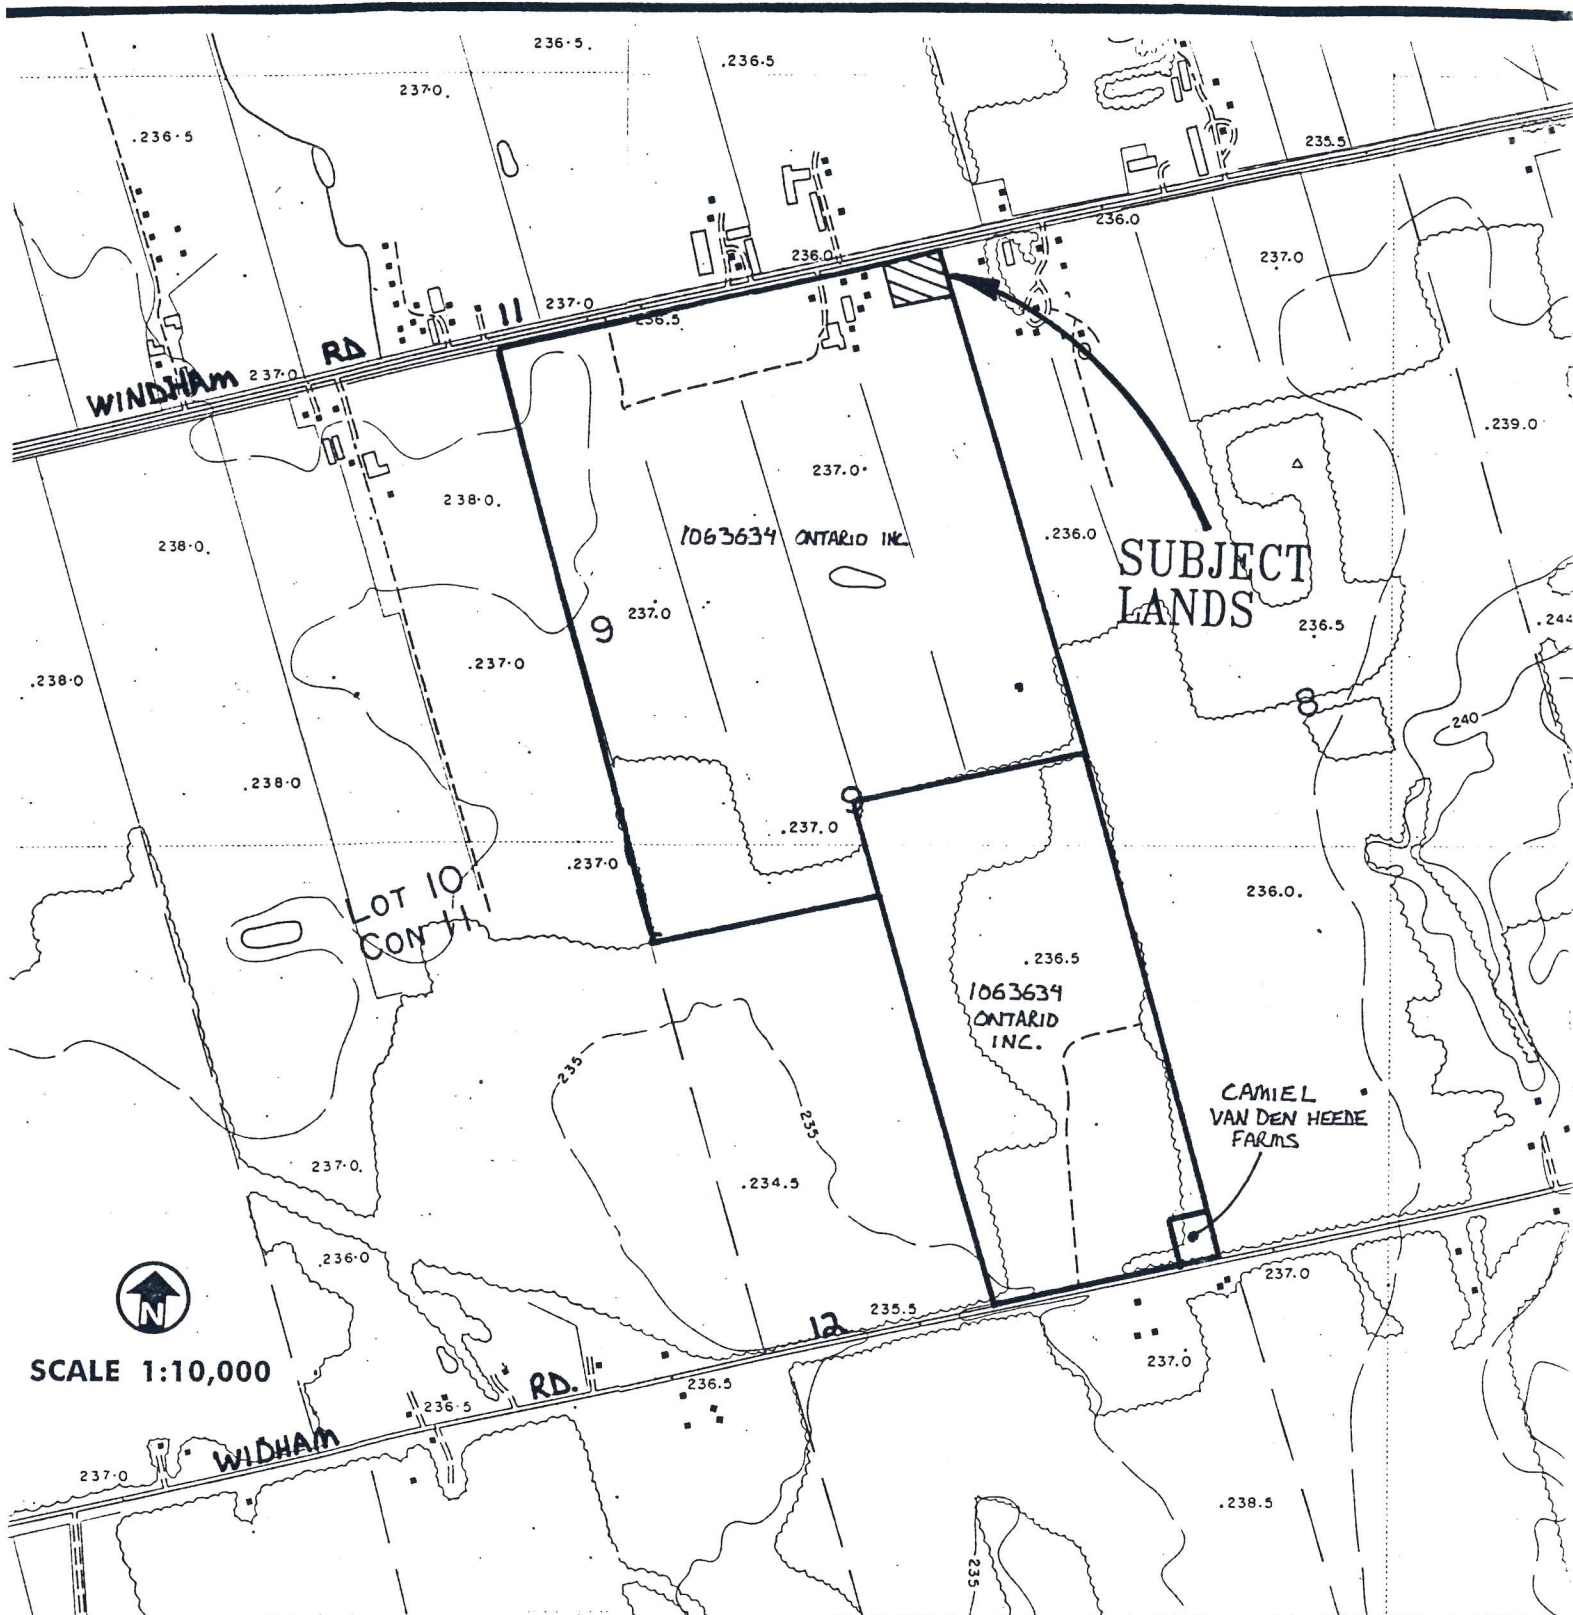 236.5.
.236.5
237.0.
.236.5
235.5
236.0
237.0
236.0
237.0
11
236.5
RD
237.0
WINDHAM
.239.0
237.0.
238.0.
1063634 ONTARIO INC.
.236.0
238.0.
SUBJECT
LANDS
237.0
9
236.5
.244
.237.0
.238.0
8
240
.238.0
9
.237.0
.237.0
LOT 10
CON 11
236.0.
.236.5
1063634
ONTARIO
INC.
235
235
CAMIEL
VAN DEN HEEDE
FARMS
237.0.
.234.5
.236.0
237.0
N
235.5
12
237.0
SCALE 1:10,000
RD.
236.5
236.5
WIDHAM
237.0
.238.5
235